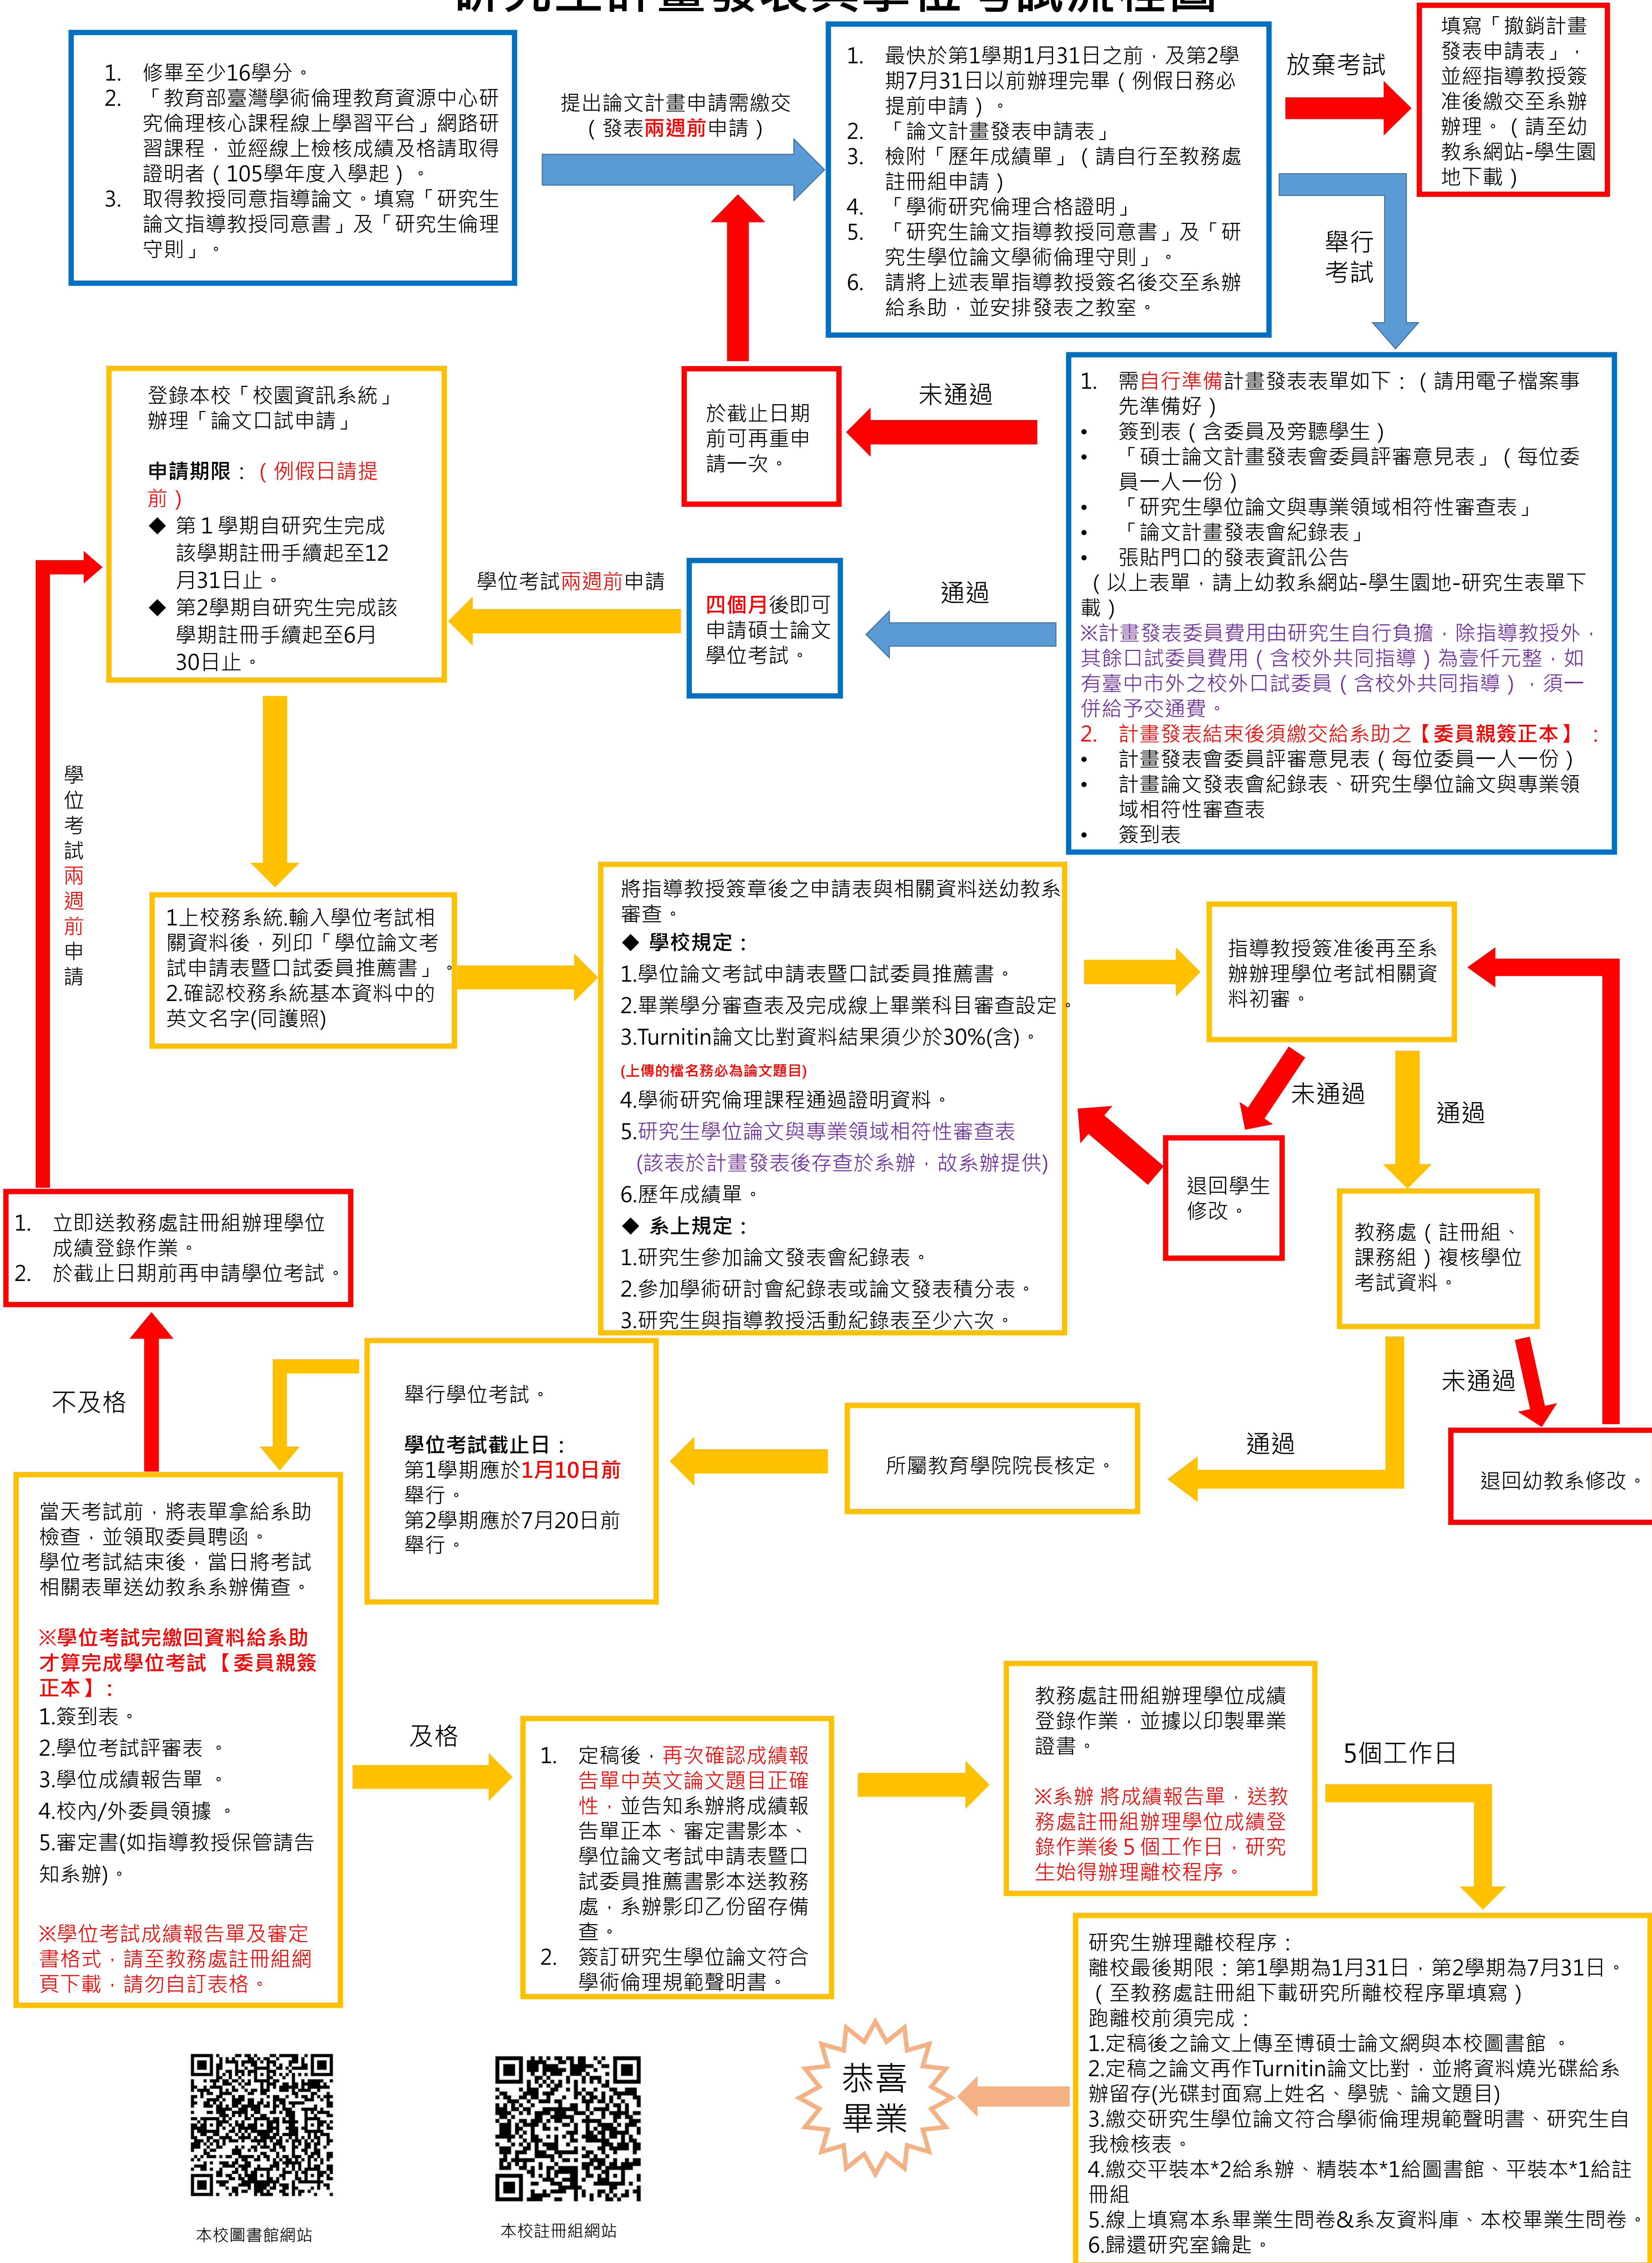 研究生計畫發表與學位考試流程圖
1. 修畢至少16學分。
2. 「教育部臺灣學術倫理教育資源中心研
究倫理核心課程線上學習平台」網路研
習課程，並經線上檢核成績及格請取得
證明者（105學年度入學起）。
3. 取得教授同意指導論文。填寫「研究生
論文指導教授同意書」及「研究生倫理
守則」。
提出論文計畫申請需繳交
（發表兩週前申請）
1. 最快於第1學期1月31日之前，及第2學
期7月31日以前辦理完畢（例假日務必
提前申請）。
2. 「論文計畫發表申請表」
3. 檢附「歷年成績單」（請自行至教務處
註冊組申請）
4. 「學術研究倫理合格證明」
5. 「研究生論文指導教授同意書」及「研
究生學位論文學術倫理守則」。
6. 請將上述表單指導教授簽名後交至系辦
給系助，並安排發表之教室。
放棄考試
填寫「撤銷計畫
發表申請表」，
並經指導教授簽
准後繳交至系辦
辦理。（請至幼
教系網站-學生園
地下載）
舉行
考試
1. 需自行準備計畫發表表單如下：（請用電子檔案事
先準備好）
• 簽到表（含委員及旁聽學生）
• 「碩士論文計畫發表會委員評審意見表」（每位委
員一人一份）
• 「研究生學位論文與專業領域相符性審查表」
• 「論文計畫發表會紀錄表」
• 張貼門口的發表資訊公告
（以上表單，請上幼教系網站-學生園地-研究生表單下
載）
※計畫發表委員費用由研究生自行負擔，除指導教授外，
其餘口試委員費用（含校外共同指導）為壹仟元整，如
有臺中市外之校外口試委員（含校外共同指導），須一
併給予交通費。
2. 計畫發表結束後須繳交給系助之【委員親簽正本】：
• 計畫發表會委員評審意見表（每位委員一人一份）
• 計畫論文發表會紀錄表、研究生學位論文與專業領
域相符性審查表
• 簽到表
未通過
於截止日期
前可再重申
請一次。
通過
四個月後即可
申請碩士論文
學位考試。
學位考試兩週前申請
登錄本校「校園資訊系統」
辦理「論文口試申請」
申請期限：（例假日請提
前）
◆ 第１學期自研究生完成
該學期註冊手續起至12
月31日止。
◆ 第2學期自研究生完成該
學期註冊手續起至6月
30日止。
學位考試兩週前申請
1上校務系統.輸入學位考試相
關資料後，列印「學位論文考
試申請表暨口試委員推薦書」。
2.確認校務系統基本資料中的
英文名字(同護照)
將指導教授簽章後之申請表與相關資料送幼教系
審查。
◆ 學校規定：
1.學位論文考試申請表暨口試委員推薦書。
2.畢業學分審查表及完成線上畢業科目審查設定。
3.Turnitin論文比對資料結果須少於30%(含)。
(上傳的檔名務必為論文題目)
4.學術研究倫理課程通過證明資料。
5.研究生學位論文與專業領域相符性審查表
(該表於計畫發表後存查於系辦，故系辦提供)
6.歷年成績單。
◆ 系上規定：
1.研究生參加論文發表會紀錄表。
2.參加學術研討會紀錄表或論文發表積分表。
3.研究生與指導教授活動紀錄表至少六次。
指導教授簽准後再至系
辦辦理學位考試相關資
料初審。
未通過
通過
退回學生
修改。
教務處（註冊組、
課務組）複核學位
考試資料。
未通過
退回幼教系修改。
通過
所屬教育學院院長核定。
舉行學位考試。
學位考試截止日：
第1學期應於1月10日前
舉行。
第2學期應於7月20日前
舉行。
1. 立即送教務處註冊組辦理學位
成績登錄作業。
2. 於截止日期前再申請學位考試。
不及格
當天考試前，將表單拿給系助
檢查，並領取委員聘函。
學位考試結束後，當日將考試
相關表單送幼教系系辦備查。
※學位考試完繳回資料給系助
才算完成學位考試【委員親簽
正本】：
1.簽到表。
2.學位考試評審表 。
3.學位成績報告單 。
4.校內/外委員領據 。
5.審定書(如指導教授保管請告
知系辦)。
※學位考試成績報告單及審定
書格式，請至教務處註冊組網
頁下載，請勿自訂表格。
及格
1. 定稿後，再次確認成績報
告單中英文論文題目正確
性，並告知系辦將成績報
告單正本、審定書影本、
學位論文考試申請表暨口
試委員推薦書影本送教務
處，系辦影印乙份留存備
查。
2. 簽訂研究生學位論文符合
學術倫理規範聲明書。
教務處註冊組辦理學位成績
登錄作業，並據以印製畢業
證書。
※系辦 將成績報告單，送教
務處註冊組辦理學位成績登
錄作業後５個工作日，研究
生始得辦理離校程序。
5個工作日
研究生辦理離校程序：
離校最後期限：第1學期為1月31日，第2學期為7月31日。
（至教務處註冊組下載研究所離校程序單填寫）
跑離校前須完成：
1.定稿後之論文上傳至博碩士論文網與本校圖書館 。
2.定稿之論文再作Turnitin論文比對，並將資料燒光碟給系
辦留存(光碟封面寫上姓名、學號、論文題目)
3.繳交研究生學位論文符合學術倫理規範聲明書、研究生自
我檢核表。
4.繳交平裝本*2給系辦、精裝本*1給圖書館、平裝本*1給註
冊組
5.線上填寫本系畢業生問卷&系友資料庫、本校畢業生問卷。
6.歸還研究室鑰匙。
恭喜
畢業
本校圖書館網站
本校註冊組網站